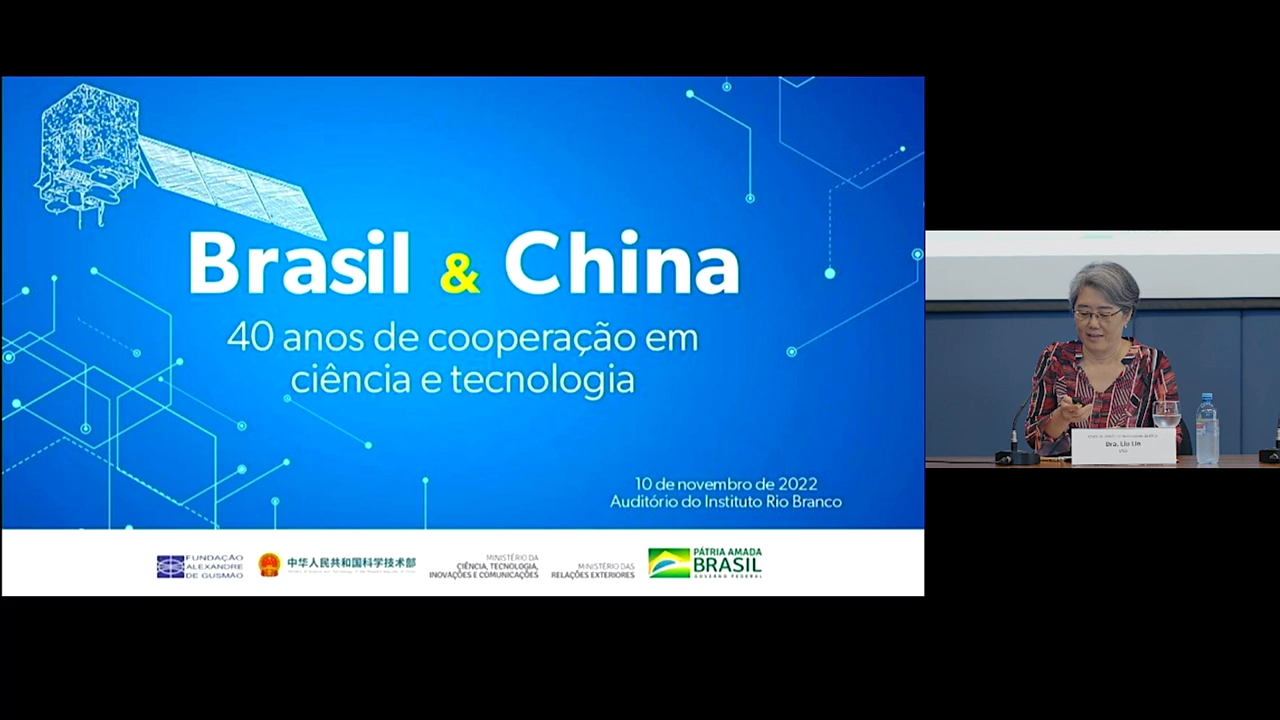 Brasil & China
40 anos de cooperação em
ciência e tecnologia
10 de novembro de 2022
Auditório do Instituto Rio Branco
FUNDAÇÃO
ALEXANDRE
DE GUSMÃO
中华人民共和国科学技术部
MINISTÉRIO DA
CIÊNCIA, TECNOLOGIA,
INOVAÇÕES E COMUNICAÇÕES
MINISTÉRIO DAS
RELAÇÕES EXTERIORES
PÁTRIA AMADA
BRASIL
GOVERNO FEDERAL
Dra. Liu Lin